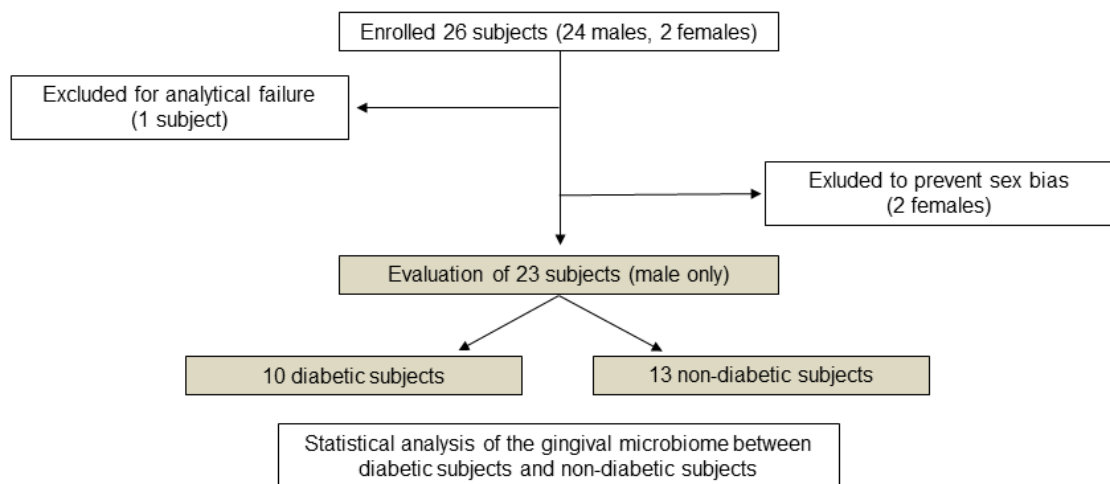 Enrolled 26 subjects (24 males, 2 females)
Excluded for analytical failure
(1 subject)
Exluded to prevent sex bias
(2 females)
Evaluation of 23 subjects (male only)
10 diabetic subjects
13 non-diabetic subjects
Statistical analysis of the gingival microbiome between
diabetic subjects and non-diabetic subjects